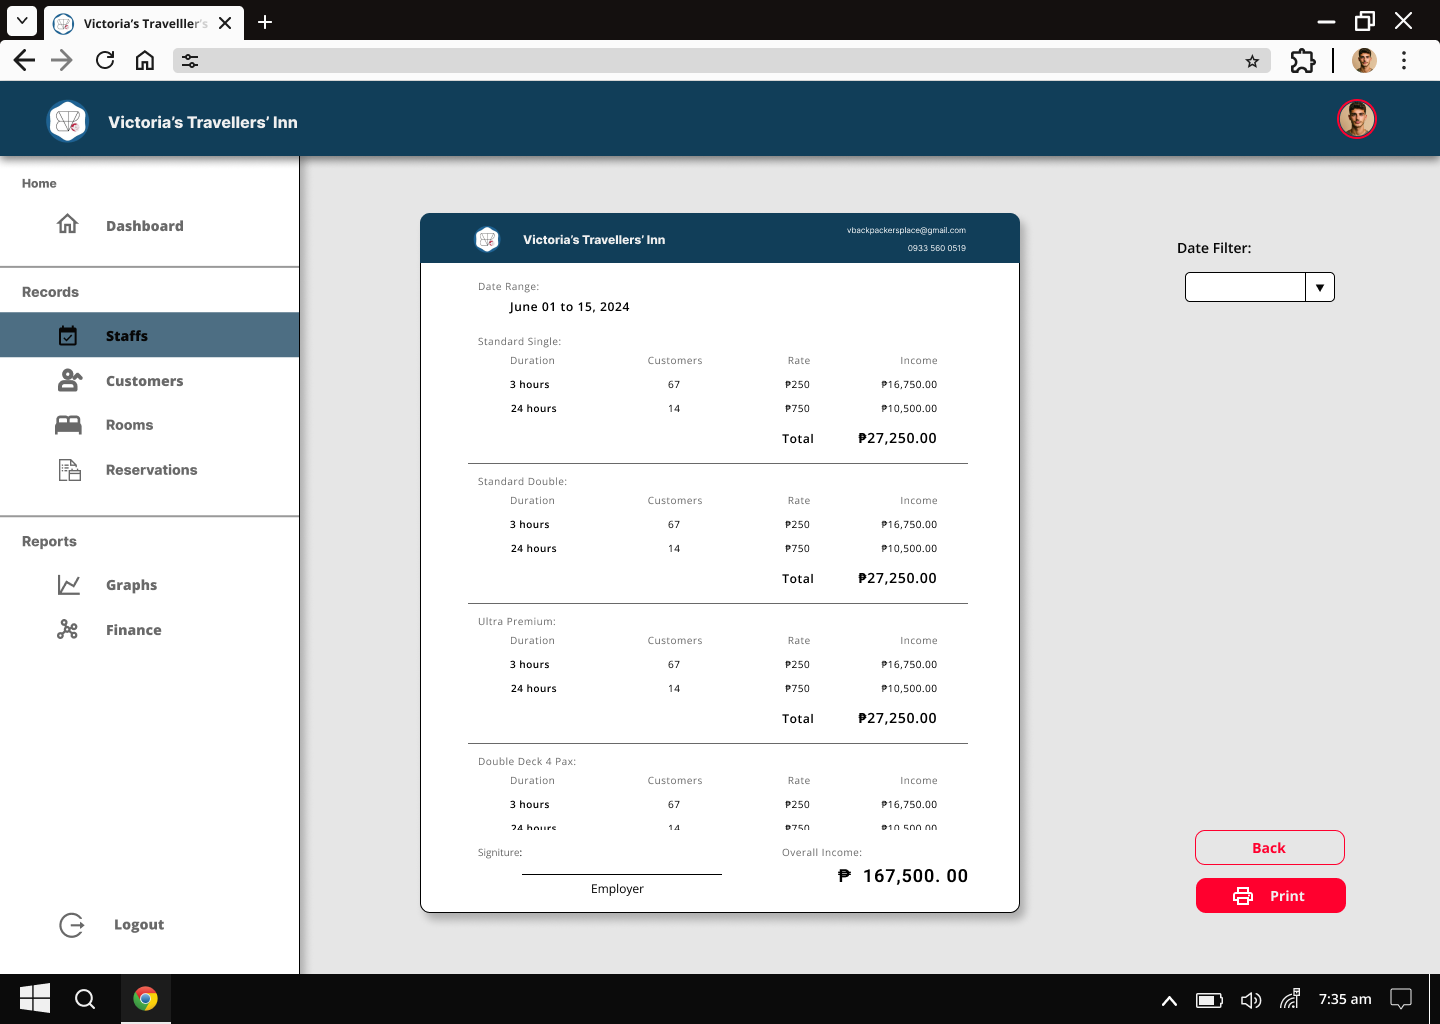 Victoria's Travelller's
Victoria's Travellers' Inn
Home
Dashboard
Records
Staffs
Customers
Rooms
Reservations
Reports
Graphs
Finance
Logout
Victoria's Travellers' Inn
vbackpackersplace@gmail.com
0933 560 0519
Date Range:
June 01 to 15, 2024
Standard Single:
Duration Customers Rate Income
3 hours 67 ₱250 ₱16,750.00
24 hours 14 ₱750 ₱10,500.00
Total ₱27,250.00
Standard Double:
Duration Customers Rate Income
3 hours 67 ₱250 ₱16,750.00
24 hours 14 ₱750 ₱10,500.00
Total ₱27,250.00
Ultra Premium:
Duration Customers Rate Income
3 hours 67 ₱250 ₱16,750.00
24 hours 14 ₱750 ₱10,500.00
Total ₱27,250.00
Double Deck 4 Pax:
Duration Customers Rate Income
3 hours 67 ₱250 ₱16,750.00
24 hours 14 ₱750 ₱10,500.00
Signiture:
Employer
Overall Income:
₱ 167,500. 00
Date Filter:
Back
Print
7:35 am